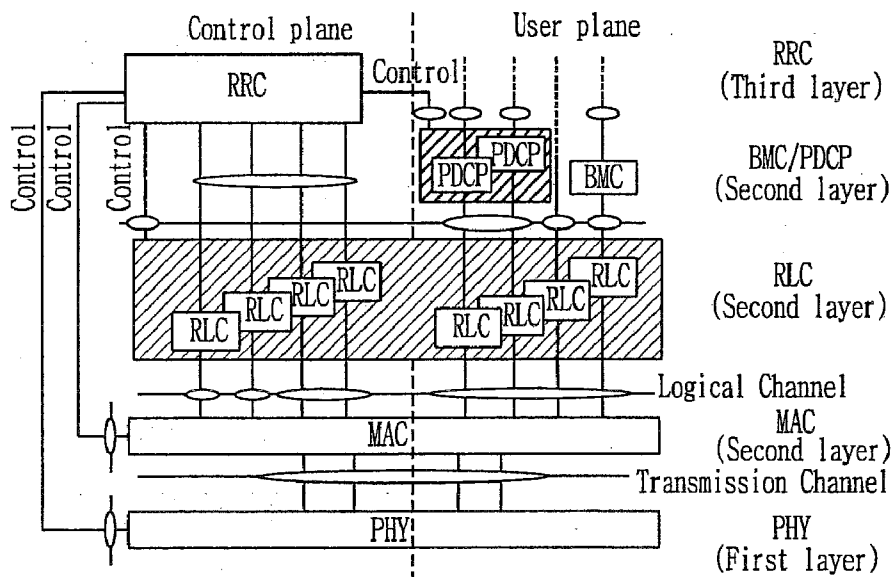 Control plane
User plane
RRC
(Third layer)
RRC
Control
Control
Control
Control
PDCP
PDCP
BMC
BMC/PDCP
(Second layer)
RLC
RLC
RLC
RLC
RLC
RLC
RLC
RLC
RLC
(Second layer)
Logical Channel
MAC
MAC
(Second layer)
Transmission Channel
PHY
PHY
(First layer)